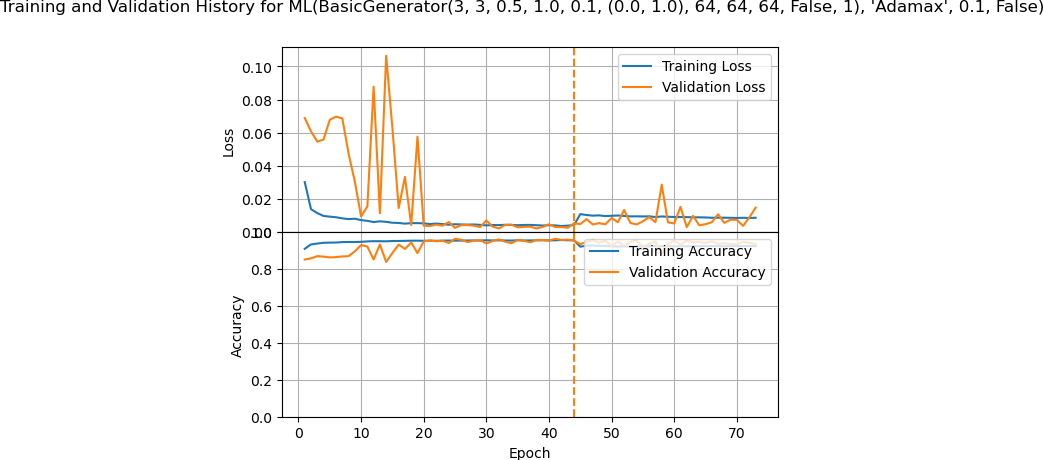 Training and Validation History for ML(BasicGenerator(3, 3, 0.5, 1.0, 0.1, (0.0, 1.0), 64, 64, 64, False, 1), 'Adamax', 0.1, False)
0.10
0.08
0.06
0.04
0.02
Loss
Training Loss
Validation Loss
0.00
1.0
0.8
0.6
0.4
0.2
0.0
Accuracy
Training Accuracy
Validation Accuracy
0 10 20 30 40 50 60 70
Epoch